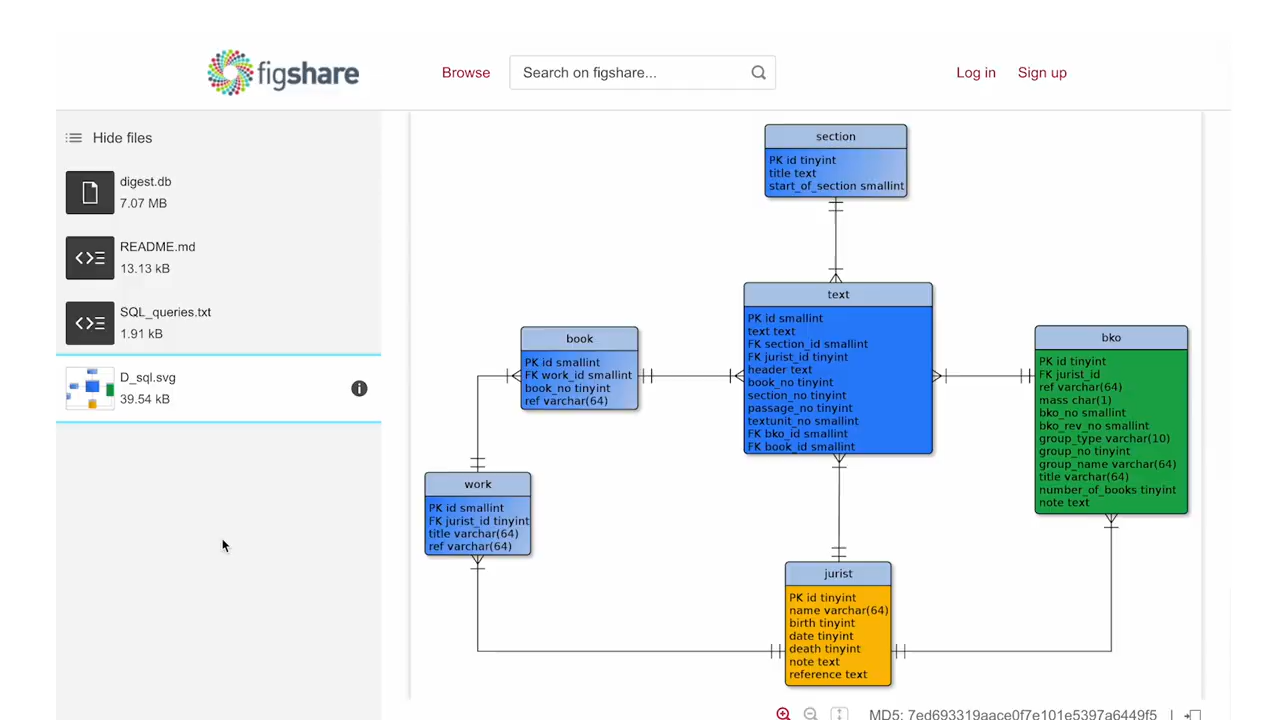 figshare
Browse
Search on figshare...
Log in
Sign up
Hide files
digest.db
7.07 MB
README.md
13.13 kB
SQL_queries.txt
1.91 kB
D_sql.svg
39.54 kB
section
PK id tinyint
title text
start_of_section smallint
text
PK id smallint
text text
FK section_id smallint
FK jurist_id tinyint
header text
book_no tinyint
section_no tinyint
passage_no tinyint
textunit_no smallint
FK bko_id smallint
FK book_id smallint
book
PK id smallint
FK work_id smallint
book_no tinyint
ref varchar(64)
bko
PK id tinyint
FK jurist_id
ref varchar(64)
mass char(1)
bko_no smallint
bko_rev_no smallint
group_type varchar(10)
group_no tinyint
group_name varchar(64)
title varchar(64)
number_of_books tinyint
note text
work
PK id smallint
FK jurist_id tinyint
title varchar(64)
ref varchar(64)
jurist
PK id tinyint
name varchar(64)
birth tinyint
date tinyint
death tinyint
note text
reference text
MD5: 7ed693319aace0f7e101e5397a6449f5